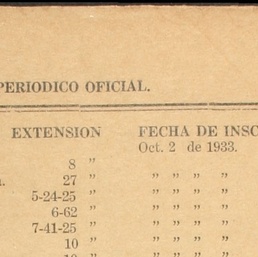 PERIODICO OFICIAL.
EXTENSION FECHA DE INSC
Oct. 2 de 1933.
8 "
27 " " " " "
5-24-25 " " " " "
6-62 " " " " "
7-41-25 " " " " "
10 " " " " "